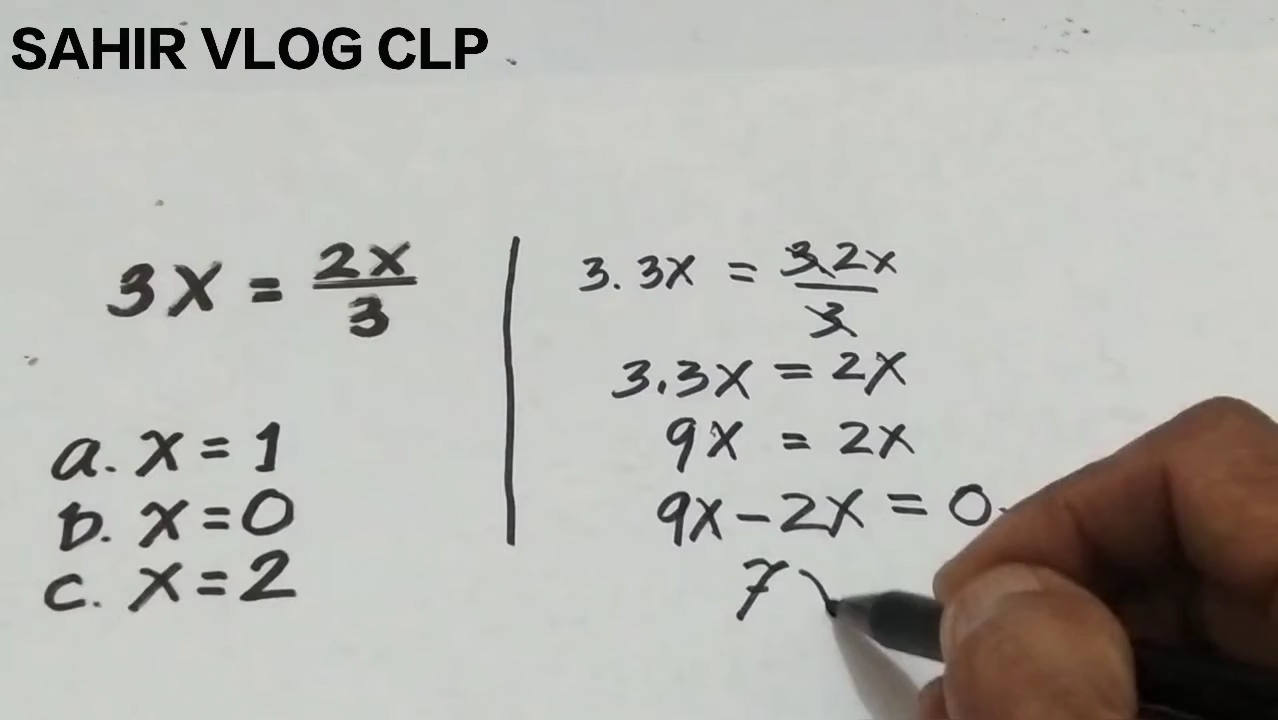 SAHIR VLOG CLP
3X = 2X/3
a. X = 1
b. X = 0
c. X = 2
3. 3X = 3.2X/3
3.3X = 2X
9X = 2X
9X - 2X = 0
7